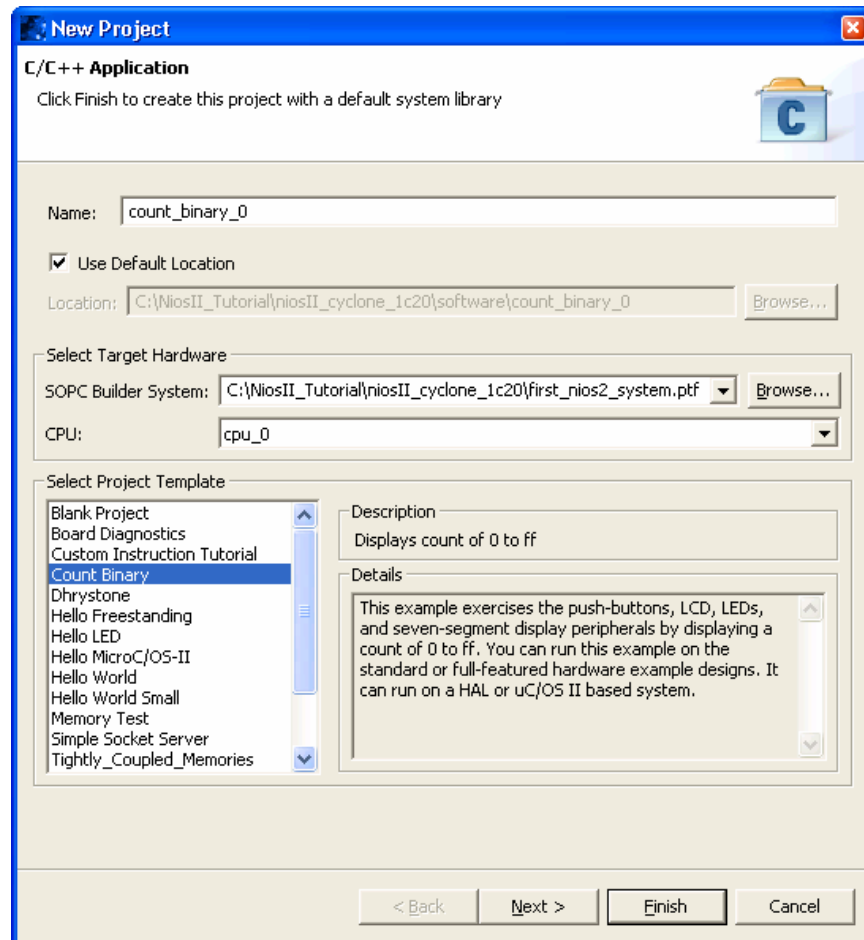 New Project
C/C++ Application
Click Finish to create this project with a default system library
C
Name: count_binary_0
Use Default Location
Location: C:\NiosII_Tutorial\niosII_cyclone_1c20\software\count_binary_0 Browse...
Select Target Hardware
SOPC Builder System: C:\NiosII_Tutorial\niosII_cyclone_1c20\first_nios2_system.ptf Browse...
CPU: cpu_0
Select Project Template
Blank Project
Board Diagnostics
Custom Instruction Tutorial
Count Binary
Dhrystone
Hello Freestanding
Hello LED
Hello MicroC/OS-II
Hello World
Hello World Small
Memory Test
Simple Socket Server
Tightly_Coupled_Memories
Description
Displays count of 0 to ff
Details
This example exercises the push-buttons, LCD, LEDs,
and seven-segment display peripherals by displaying a
count of 0 to ff. You can run this example on the
standard or full-featured hardware example designs. It
can run on a HAL or uC/OS II based system.
< Back Next > Finish Cancel